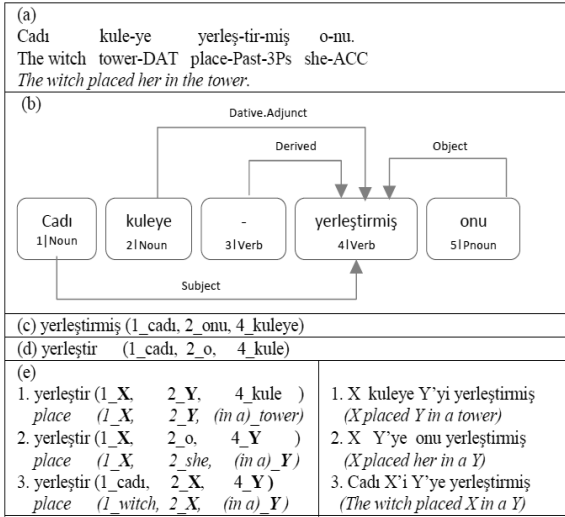 (a)
Cadı kule-ye yerleş-tir-miş o-nu.
The witch tower-DAT place-Past-3Ps she-ACC
The witch placed her in the tower.
(b)
Dative.Adjunct
Derived Object
Cadı kuleye - yerleştirmiş onu
1|Noun 2|Noun 3|Verb 4|Verb 5|Pnoun
Subject
(c) yerleştirmiş (1_cadı, 2_onu, 4_kuleye)
(d) yerleştir (1_cadı, 2_o, 4_kule)
(e)
1. yerleştir (1_X, 2_Y, 4_kule )
place (1_X, 2_Y, (in a)_tower)
2. yerleştir (1_X, 2_o, 4_Y )
place (1_X, 2_she, (in a)_Y)
3. yerleştir (1_cadı, 2_X, 4_Y )
place (1_witch, 2_X, (in a)_Y)
1. X kuleye Y’yi yerleştirmiş
(X placed Y in a tower)
2. X Y’ye onu yerleştirmiş
(X placed her in a Y)
3. Cadı X’i Y’ye yerleştirmiş
(The witch placed X in a Y)